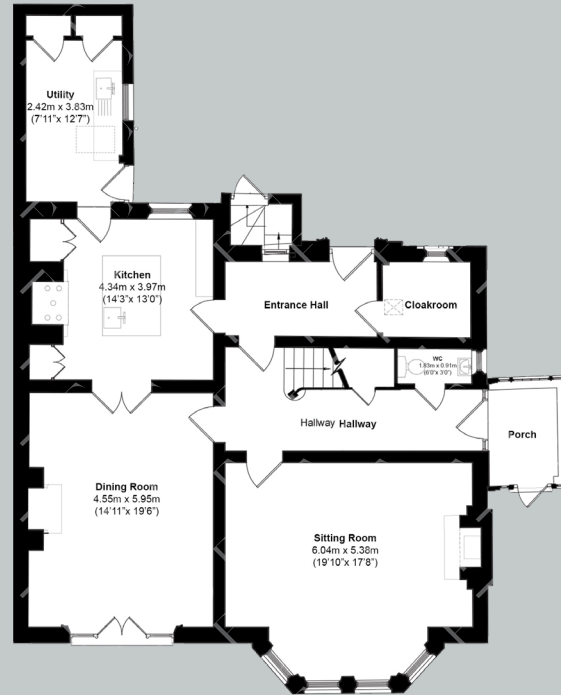 Utility
2.42m x 3.83m
(7'11"x 12'7")
Kitchen
4.34m x 3.97m
(14'3"x 13'0")
Entrance Hall
Cloakroom
WC
1.83m x 0.91m
(6'0"x 3'0")
Hallway Hallway
Porch
Dining Room
4.55m x 5.95m
(14'11"x 19'6")
Sitting Room
6.04m x 5.38m
(19'10"x 17'8")